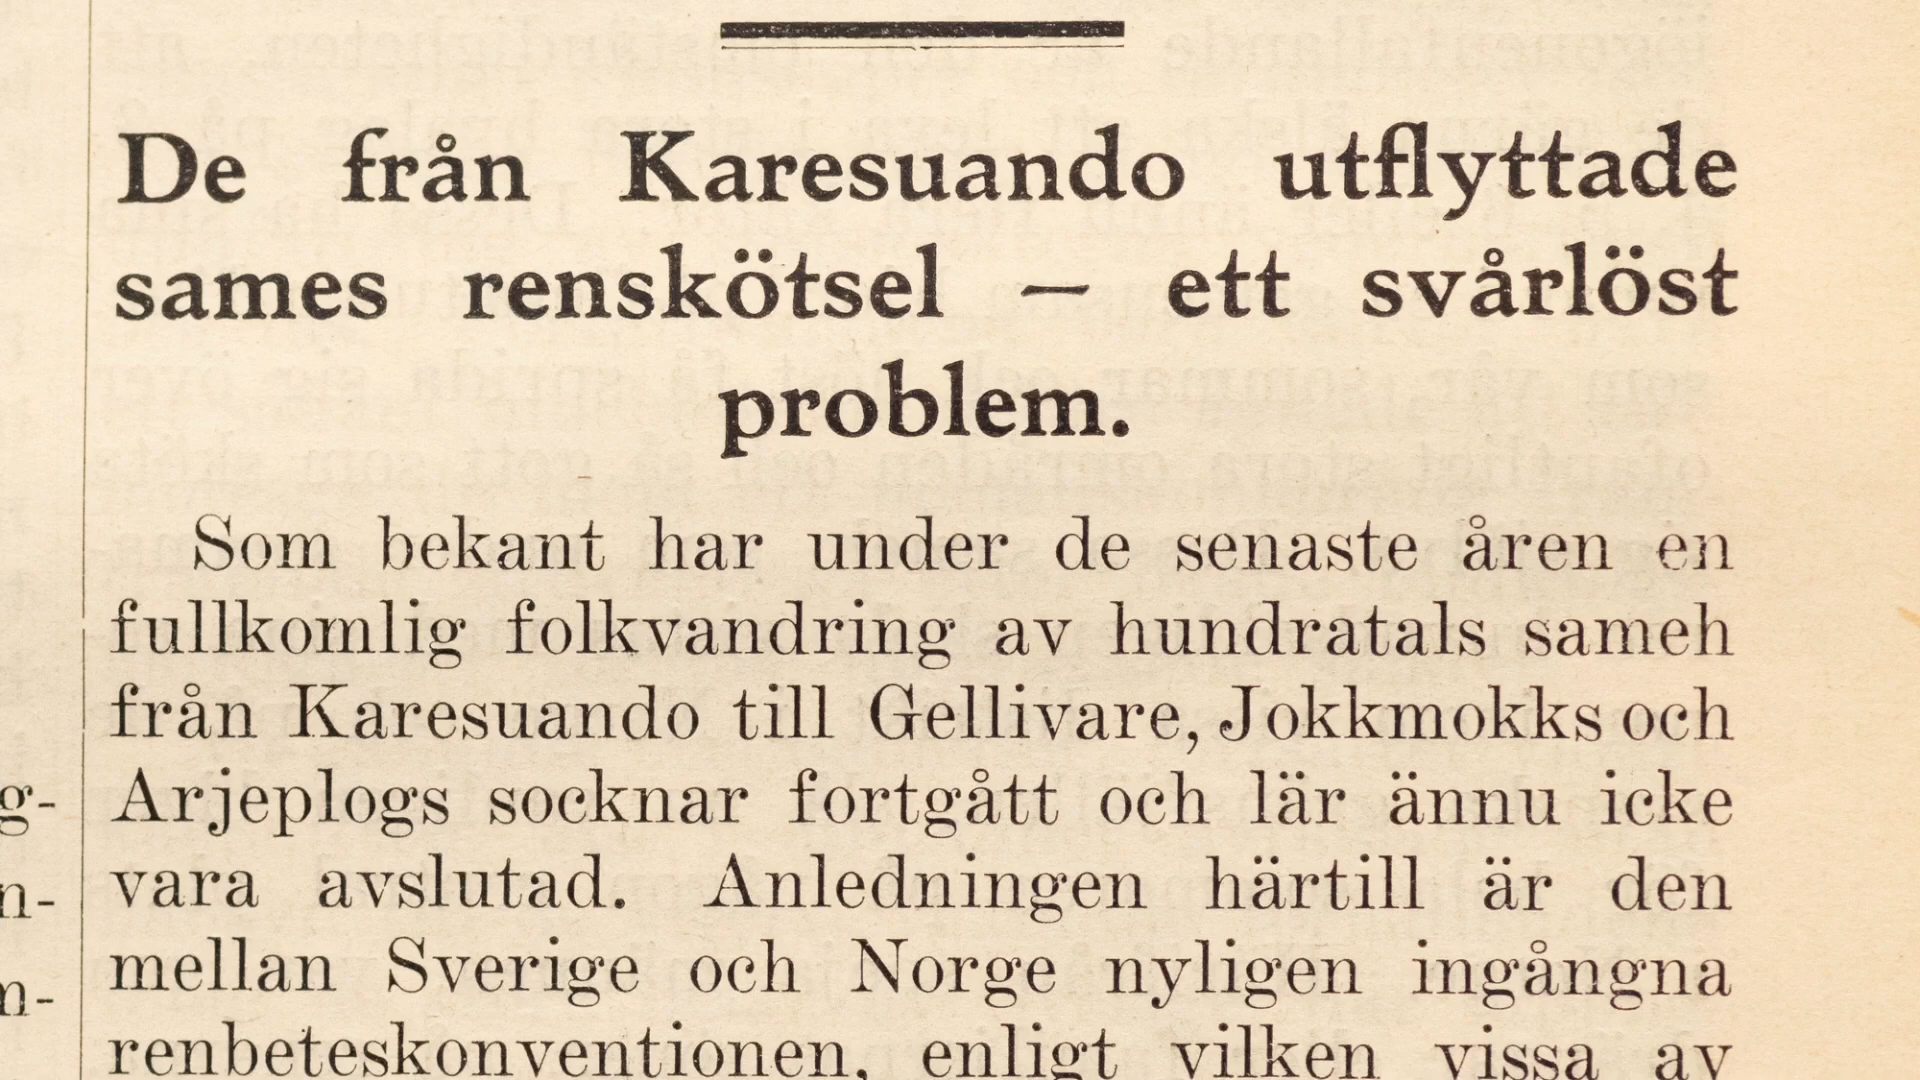 De från Karesuando utflyttade
sames renskötsel — ett svårlöst
problem.
Som bekant har under de senaste åren en
fullkomlig folkvandring av hundratals sameh
från Karesuando till Gellivare, Jokkmokks och
Arjeplogs socknar fortgått och lär ännu icke
vara avslutad. Anledningen härtill är den
mellan Sverige och Norge nyligen ingångna
renbeteskonventionen, enligt vilken vissa av
g-
n-